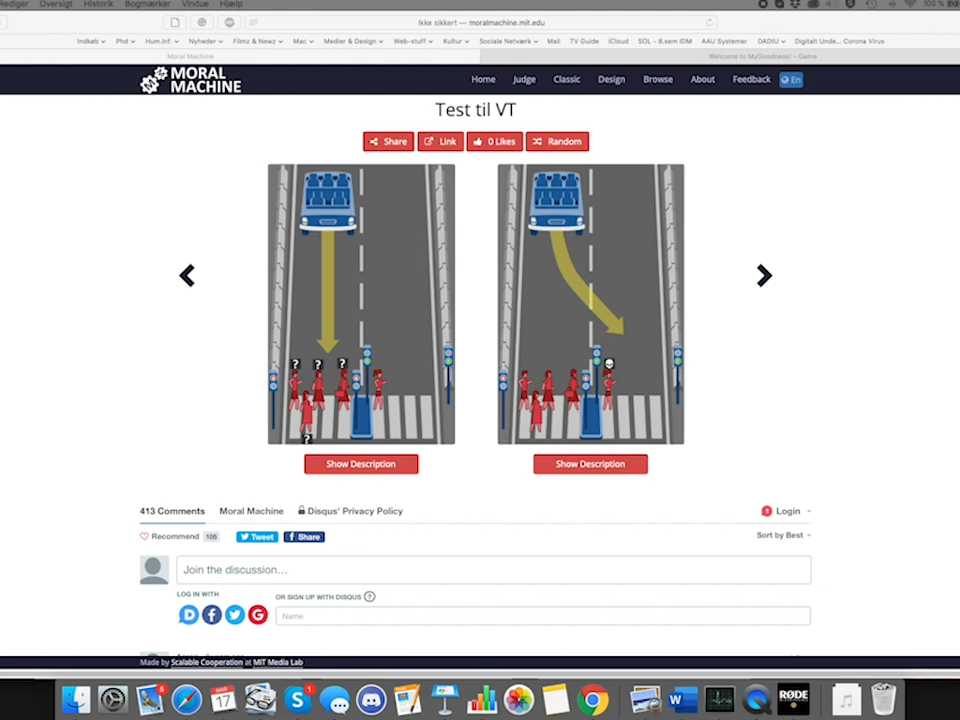 Rediger Oversigt Historik Bogmærker Vindue Hjælp 100 %
Ikke sikkert — moralmachine.mit.edu
Indkøb Phd Hum.Inf. Nyheder Filmz & Newz Mac Medier & Design Web-stuff Kultur Sociale Netværk Mail TV Guide iCloud SOL - 8.sem IDM AAU Systemer DADIU Digitalt Unde... Corona Virus
Moral Machine Welcome to MyGoodness! – Game
MORAL
MACHINE
Home Judge Classic Design Browse About Feedback En
Test til VT
Share Link 0 Likes Random
? ? ?
?
Show Description Show Description
413 Comments Moral Machine Disqus' Privacy Policy 1 Login
Recommend 105 Tweet Share Sort by Best
Join the discussion...
LOG IN WITH OR SIGN UP WITH DISQUS ?
Name
Made by Scalable Cooperation at MIT Media Lab
5 MAR 17 1 RØDE